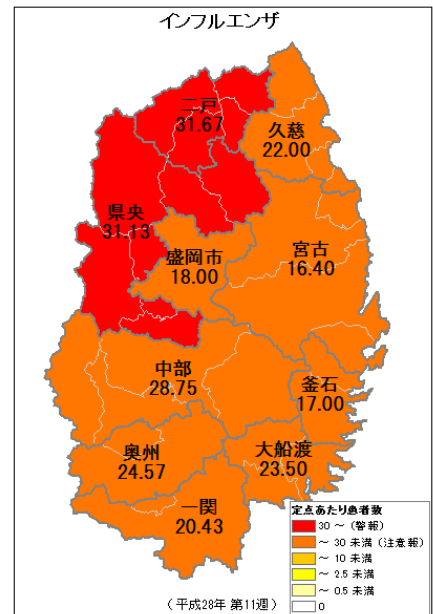 インフルエンザ
二戸
31.67
久慈
22.00
県央
31.13
盛岡市
18.00
宮古
16.40
中部
28.75
釜石
17.00
奥州
24.57
大船渡
23.50
一関
20.43
定点あたり患者数
30 ～ (警報)
～ 30 未満 (注意報)
～ 10 未満
～ 2.5 未満
～ 0.5 未満
0
(平成28年 第11週)